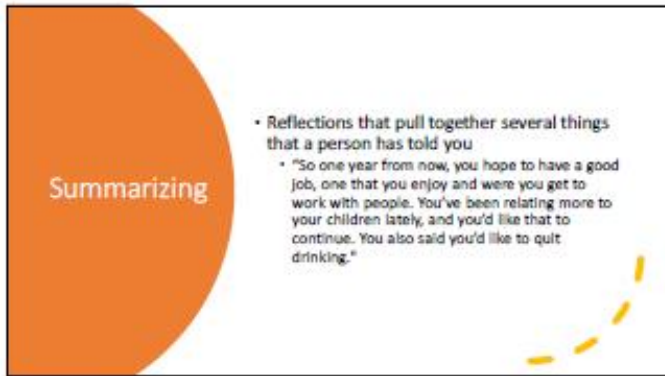 Summarizing
• Reflections that pull together several things
that a person has told you
• "So one year from now, you hope to have a good
job, one that you enjoy and were you get to
work with people. You've been relating more to
your children lately, and you'd like that to
continue. You also said you'd like to quit
drinking."